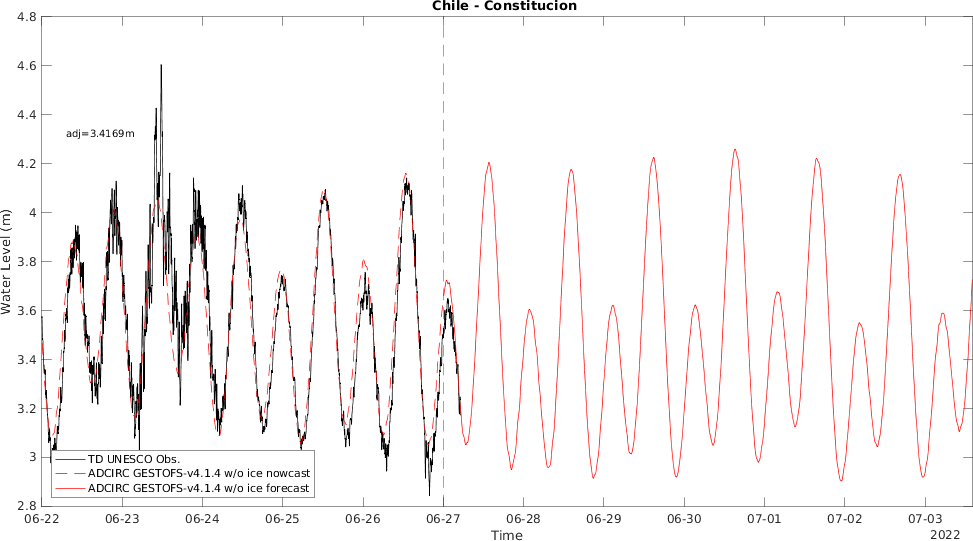 Chile - Constitucion
4.8
4.6
4.4
4.2
4
3.8
3.6
3.4
3.2
3
2.8
Water Level (m)
adj=3.4169m
TD UNESCO Obs.
ADCIRC GESTOFS-v4.1.4 w/o ice nowcast
ADCIRC GESTOFS-v4.1.4 w/o ice forecast
06-22 06-23 06-24 06-25 06-26 06-27 06-28 06-29 06-30 07-01 07-02 07-03
Time
2022